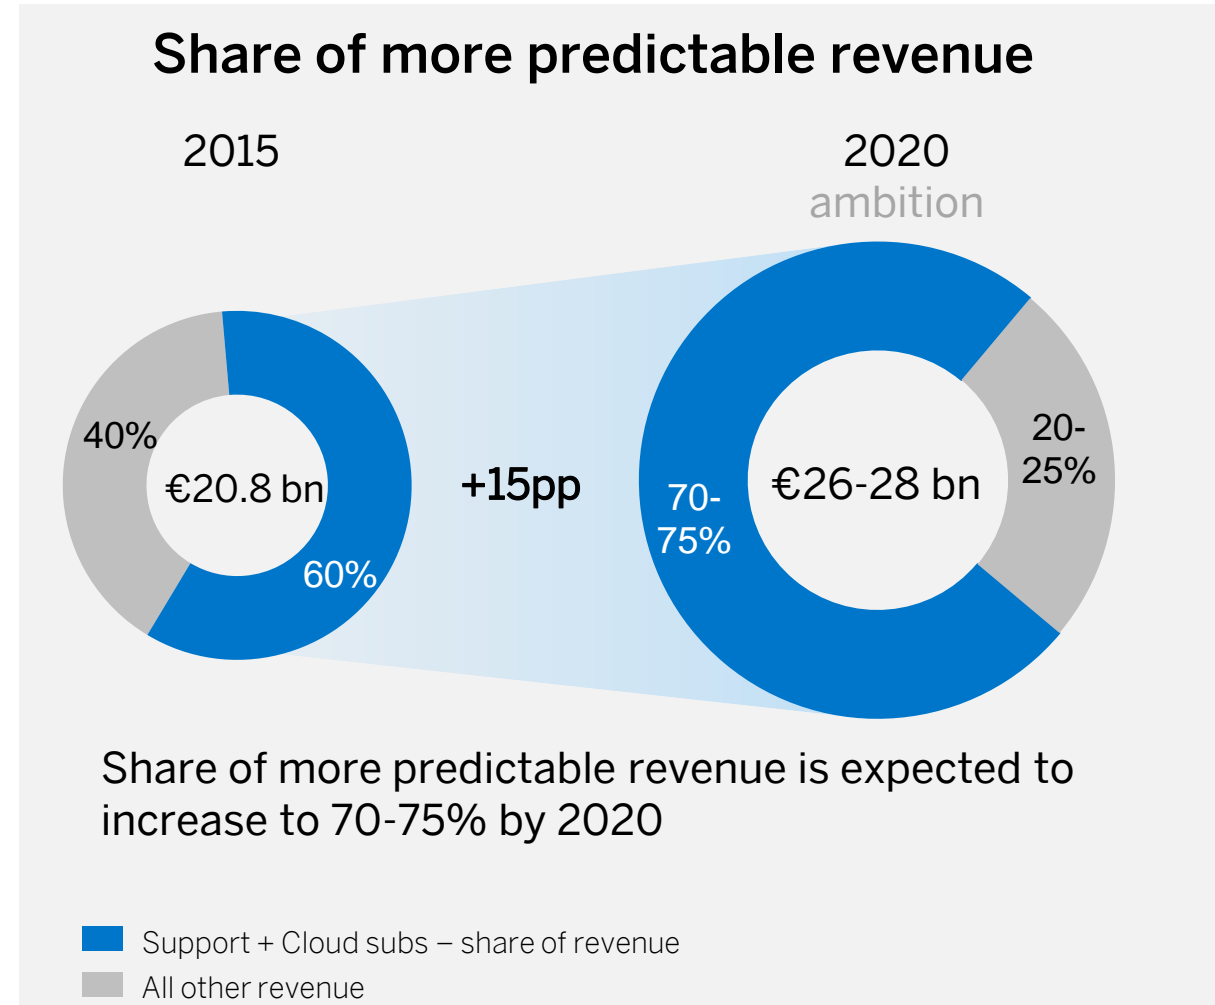 Share of more predictable revenue
2015
2020
ambition
40%
€20.8 bn
60%
+15pp
70-
75%
€26-28 bn
20-
25%
Share of more predictable revenue is expected to
increase to 70-75% by 2020
Support + Cloud subs – share of revenue
All other revenue